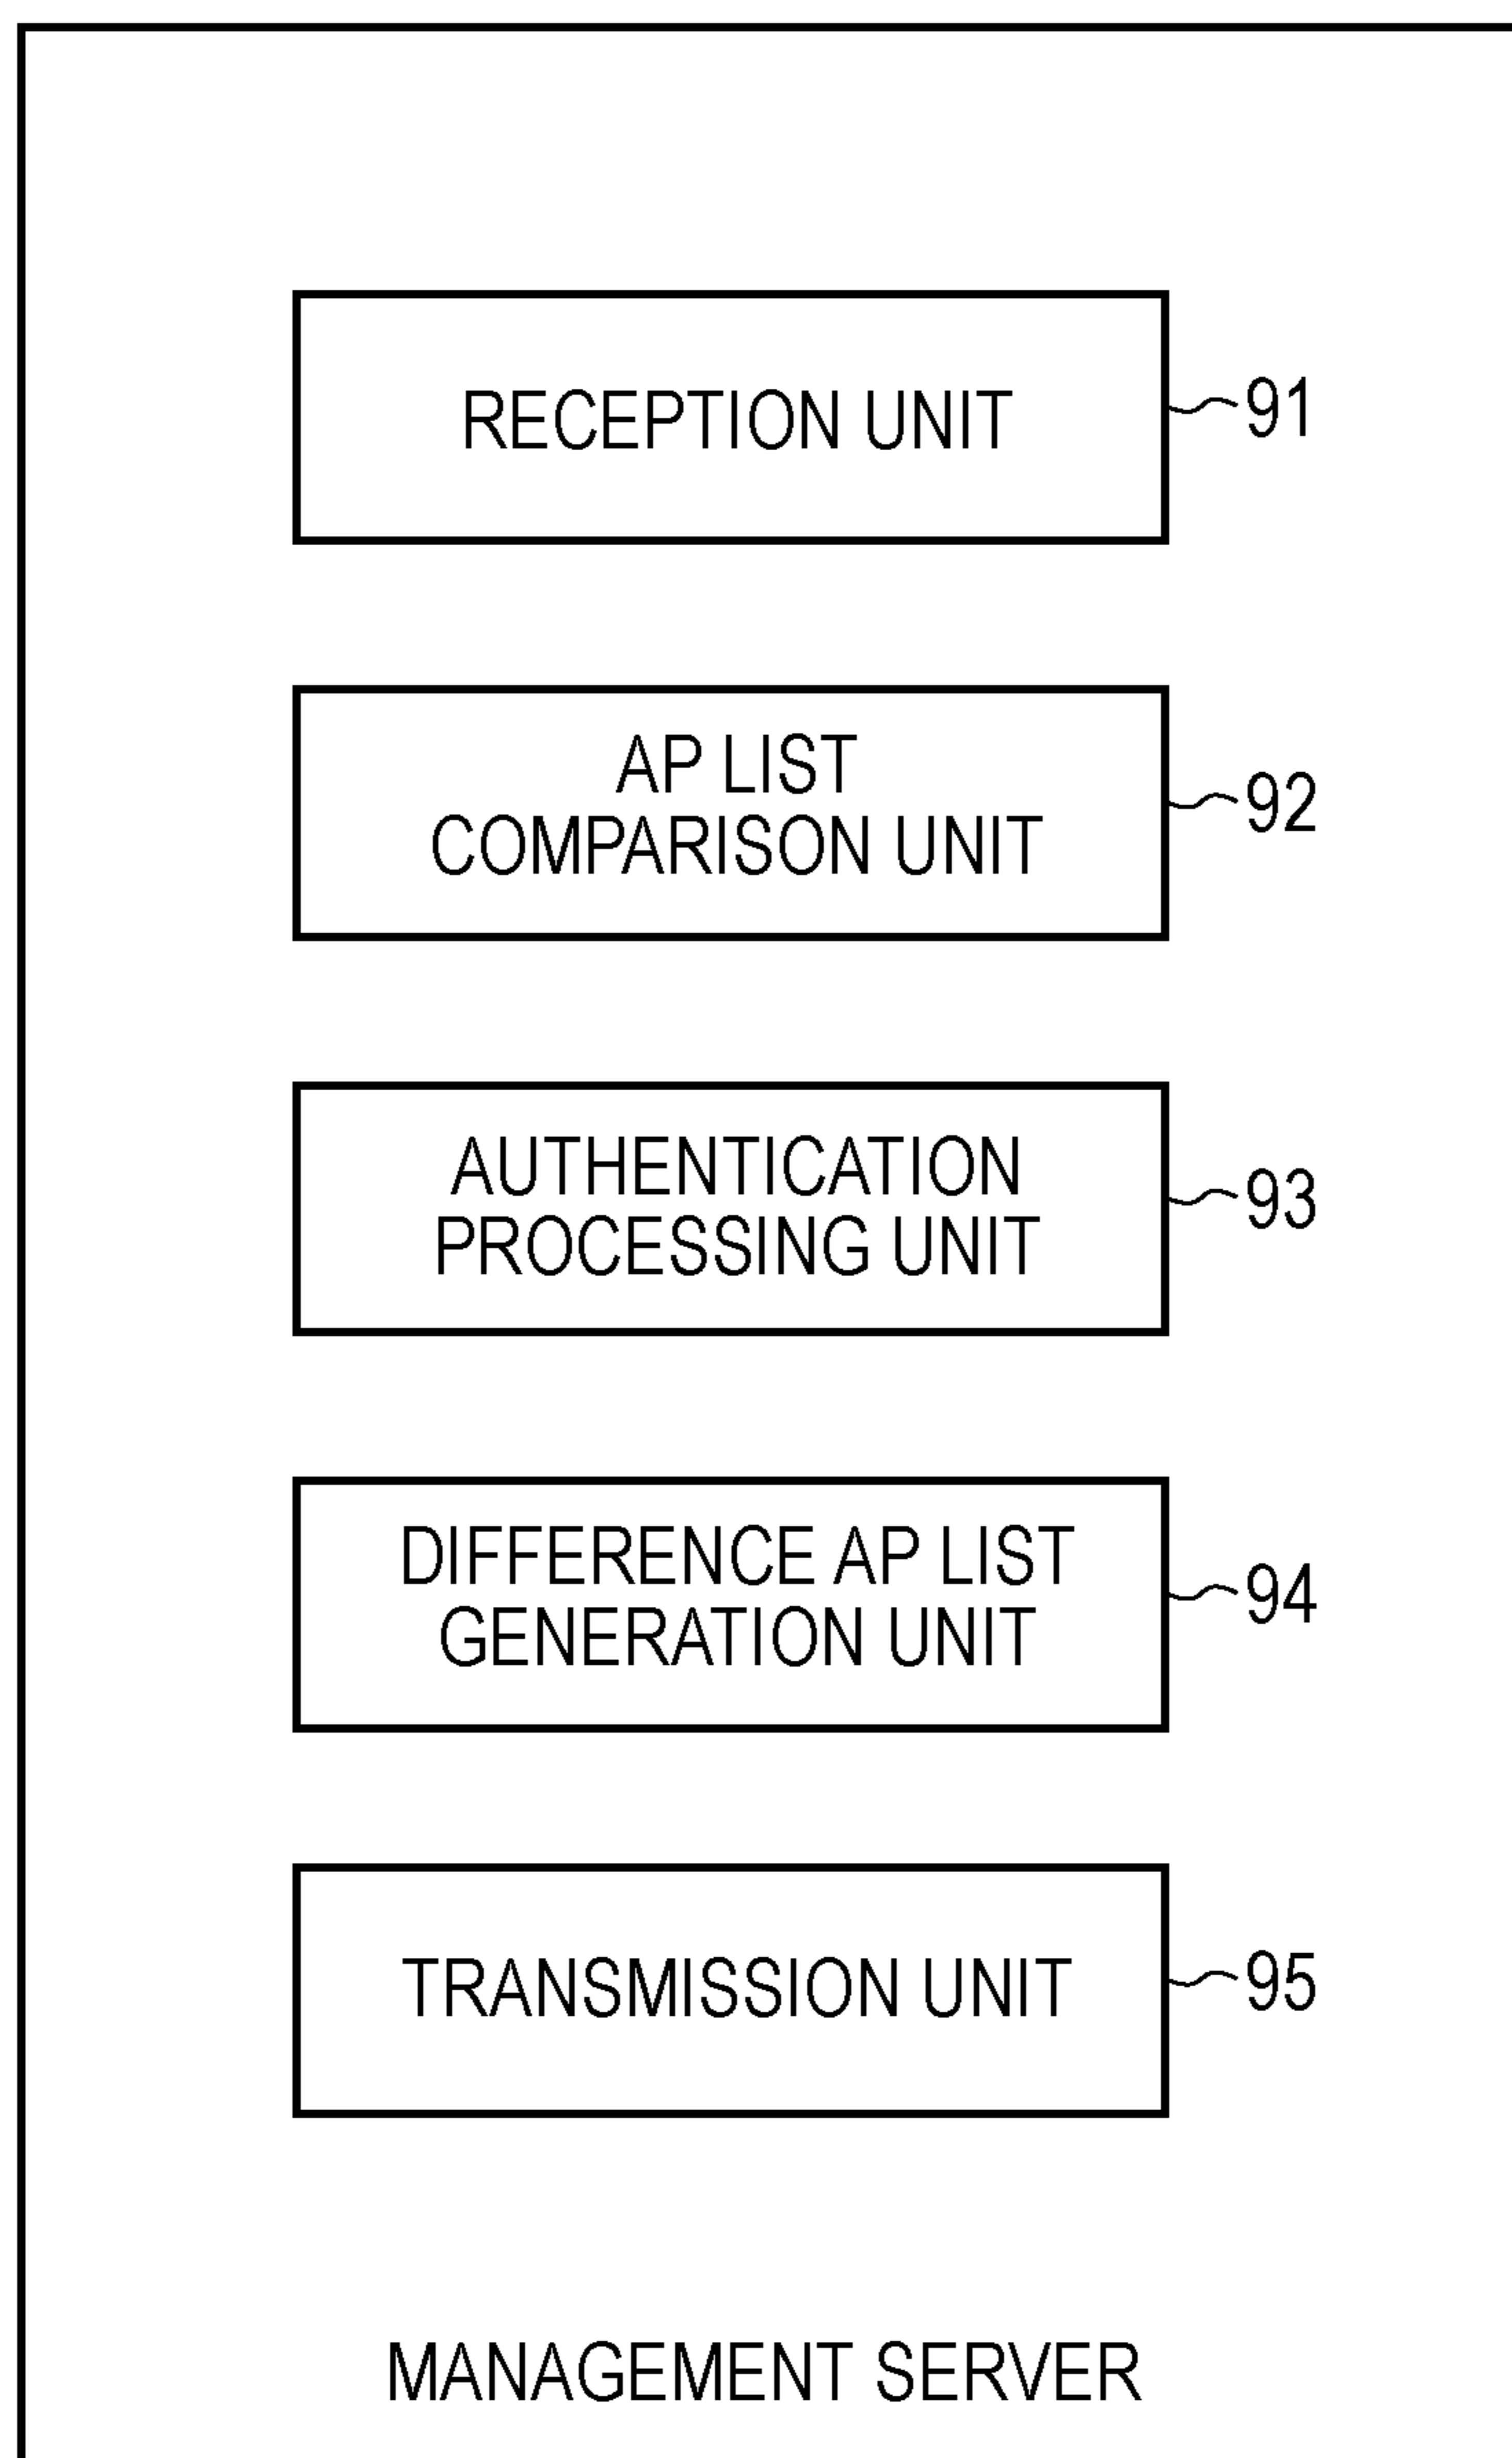 RECEPTION UNIT
91
AP LIST
COMPARISON UNIT
92
AUTHENTICATION
PROCESSING UNIT
93
DIFFERENCE AP LIST
GENERATION UNIT
94
TRANSMISSION UNIT
95
MANAGEMENT SERVER